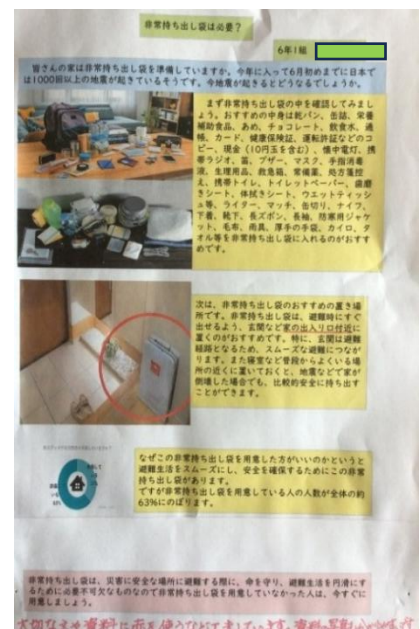 非常持ち出し袋は必要?
6年1組
皆さんの家は非常持ち出し袋を準備していますか。今年に入って6月初めまでに日本で
は1000回以上の地震が起きているそうです。今地震が起きるとどうなるでしょうか。
まず非常持ち出し袋の中を確認してみまし
ょう。おすすめの中身は乾パン、缶詰、栄養
補助食品、あめ、チョコレート、飲食水、通
帳、カード、健康保険証、運転許証などのコ
ピー、現金(10円玉を含む)、懐中電灯、携
帯ラジオ、笛、ブザー、マスク、手指消毒
液、生理用品、救急箱、常備薬、処方箋控
え、携帯トイレ、トイレットペーパー、歯磨
きシート、体拭きシート、ウエットティッシ
ュ等、ライター、マッチ、缶切り、ナイフ、
下着、靴下、長ズボン、長袖、防寒用ジャケ
ット、毛布、雨具、厚手の手袋、カイロ、タ
オル等を非常持ち出し袋に入れるのがおすす
めです。
次は、非常持ち出し袋のおすすめの置き場
所です。非常持ち出し袋は、避難時にすぐ
出せるよう、玄関など家の出入り口付近に
置くのがおすすめです。特に、玄関は避難
経路となるため、スムーズな避難につなが
ります。また寝室など普段からよくいる場
所の近くに置いておくと、地震などで家が
倒壊した場合でも、比較的安全に持ち出す
ことができます。
なぜこの非常持ち出し袋を用意した方がいいのかというと
避難生活をスムーズにし、安全を確保するためにこの非常
持ち出し袋があります。
ですが非常持ち出し袋を用意している人の人数が全体の約
63%にのぼります。
非常持ち出し袋は、災害に安全な場所に避難する際に、命を守り、避難生活を円滑にす
るために必要不可欠なものなので非常持ち出し袋を用意していなかった人は、今すぐに
用意しましょう。